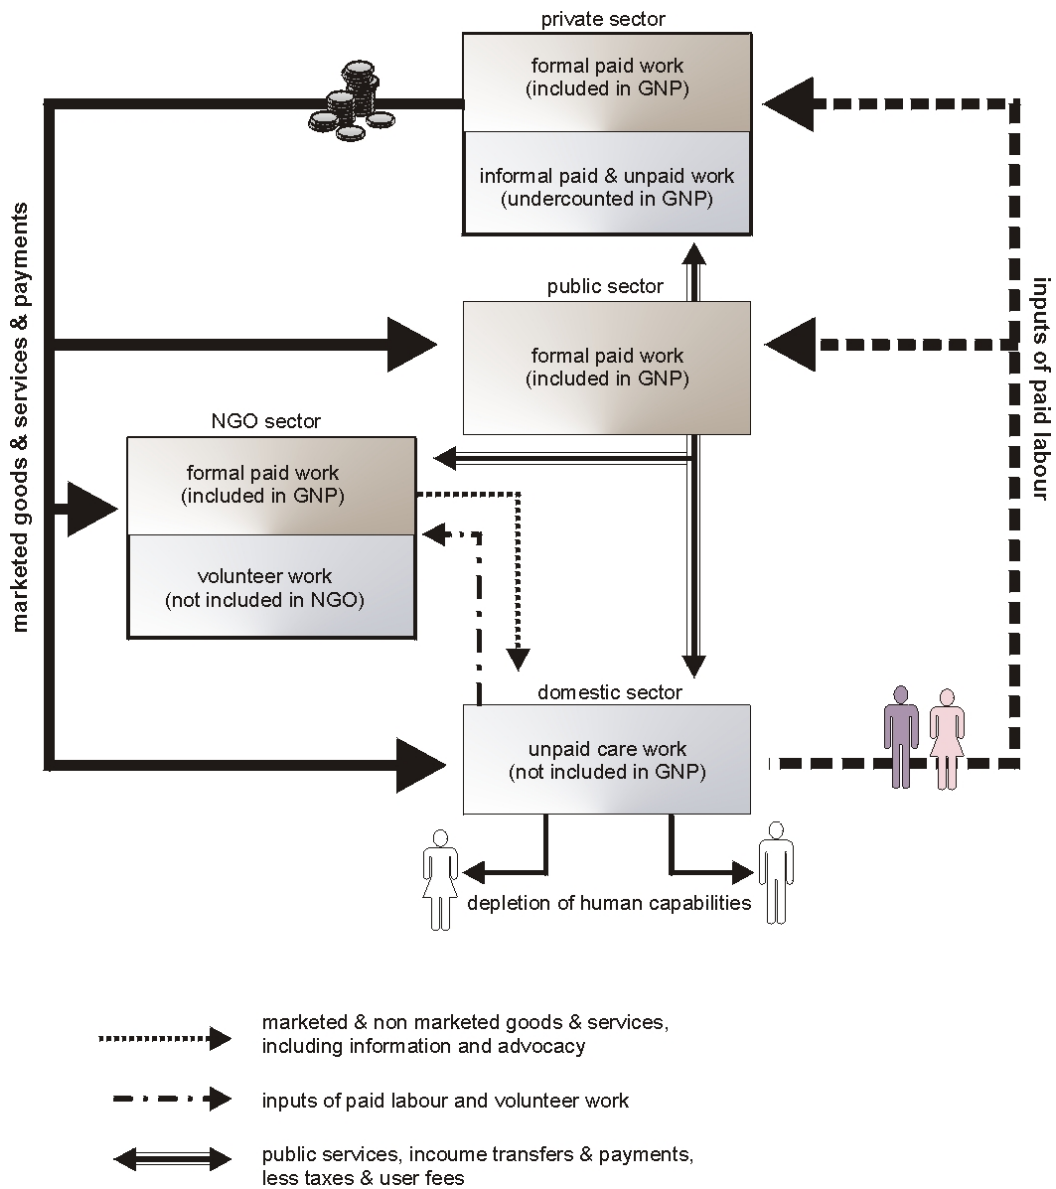 private sector
formal paid work
(included in GNP)
informal paid & unpaid work
(undercounted in GNP)
marketed goods & services & payments
inputs of paid labour
public sector
formal paid work
(included in GNP)
NGO sector
formal paid work
(included in GNP)
volunteer work
(not included in NGO)
domestic sector
unpaid care work
(not included in GNP)
depletion of human capabilities
marketed & non marketed goods & services,
including information and advocacy
inputs of paid labour and volunteer work
public services, incoume transfers & payments,
less taxes & user fees